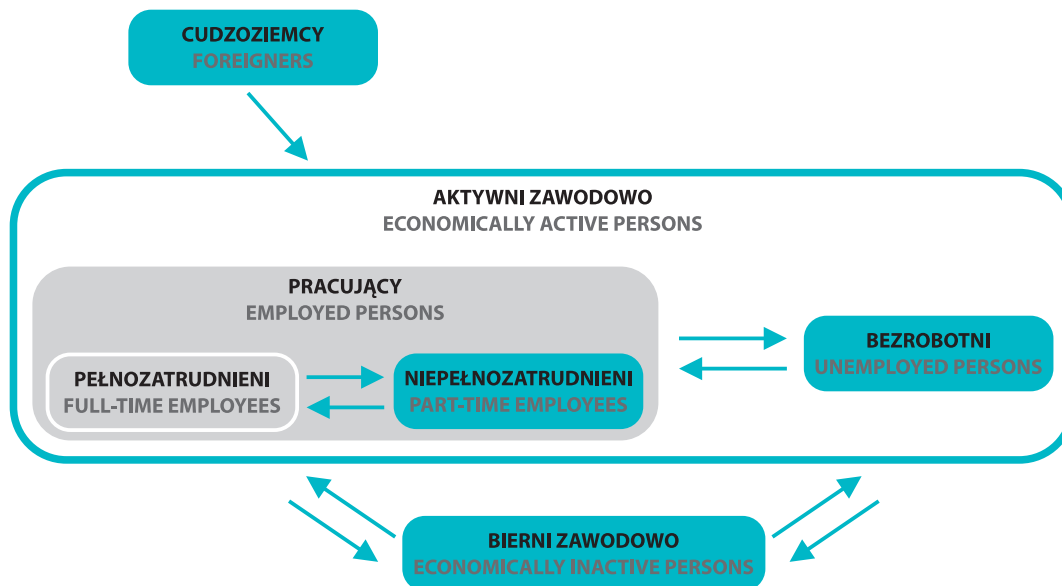 CUDZOZIEMCY
FOREIGNERS
AKTYWNI ZAWODOWO
ECONOMICALLY ACTIVE PERSONS
PRACUJĄCY
EMPLOYED PERSONS
PEŁNOZATRUDNIENI
FULL-TIME EMPLOYEES
NIEPEŁNOZATRUDNIENI
PART-TIME EMPLOYEES
BEZROBOTNI
UNEMPLOYED PERSONS
BIERNI ZAWODOWO
ECONOMICALLY INACTIVE PERSONS